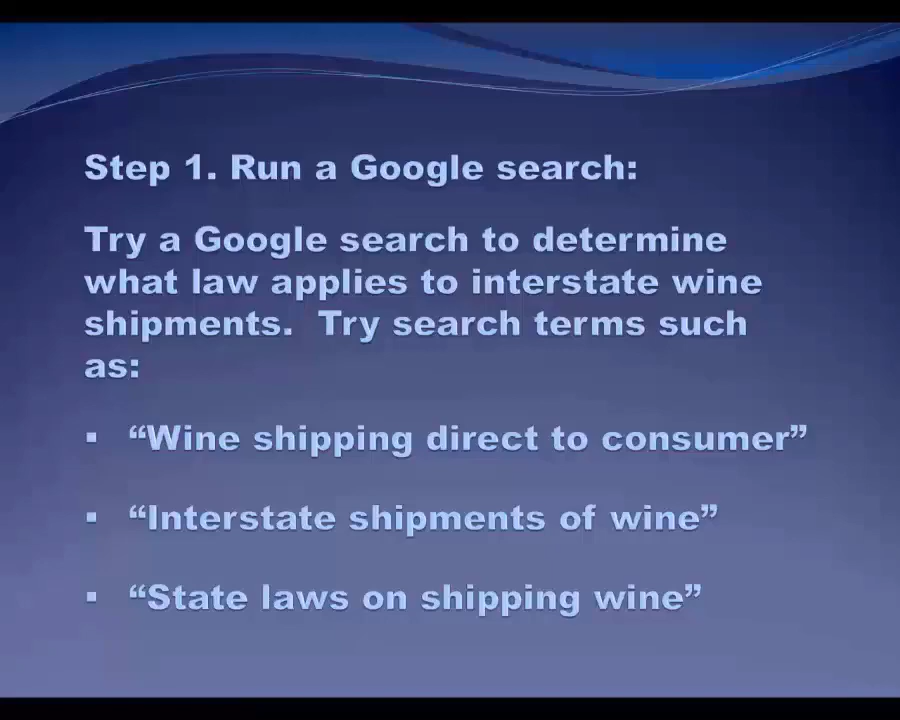 Step 1. Run a Google search:
Try a Google search to determine
what law applies to interstate wine
shipments.  Try search terms such
as:
▪ “Wine shipping direct to consumer”
▪ “Interstate shipments of wine”
▪ “State laws on shipping wine”